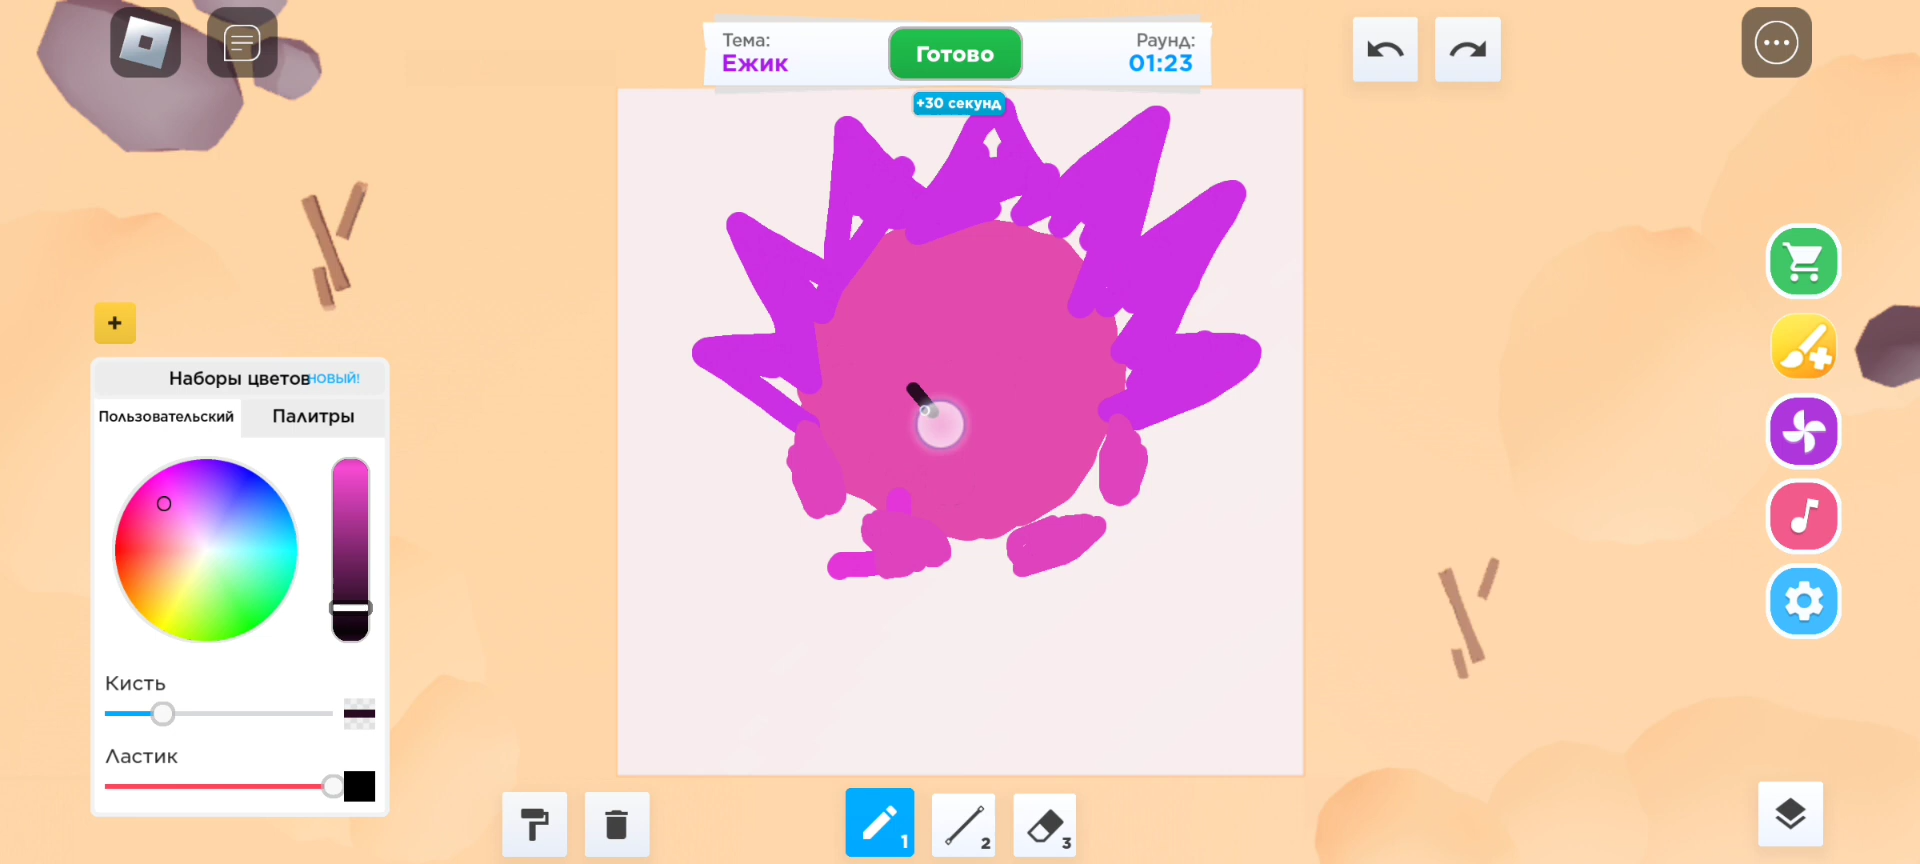 Тема:
Ежик
Готово
Раунд:
01:23
+30 секунд
+
Наборы цветов НОВЫЙ!
Пользовательский
Палитры
Кисть
Ластик
1
2
3